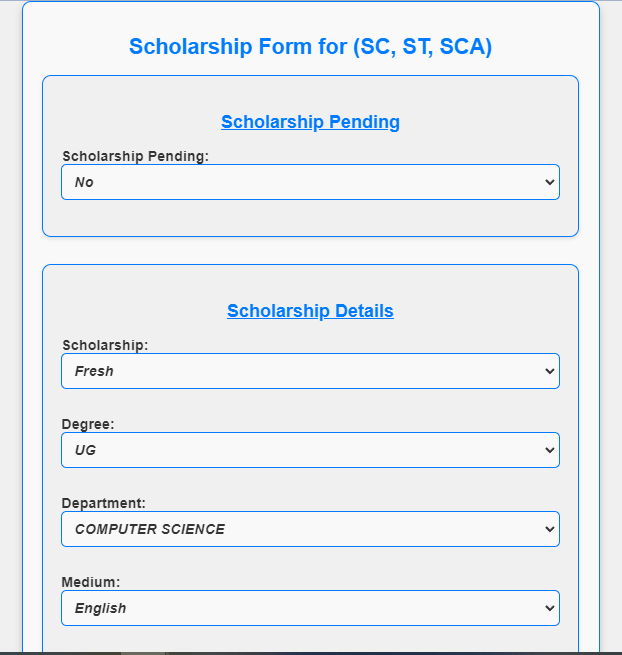 Scholarship Form for (SC, ST, SCA)
Scholarship Pending
Scholarship Pending:
No
Scholarship Details
Scholarship:
Fresh
Degree:
UG
Department:
COMPUTER SCIENCE
Medium:
English